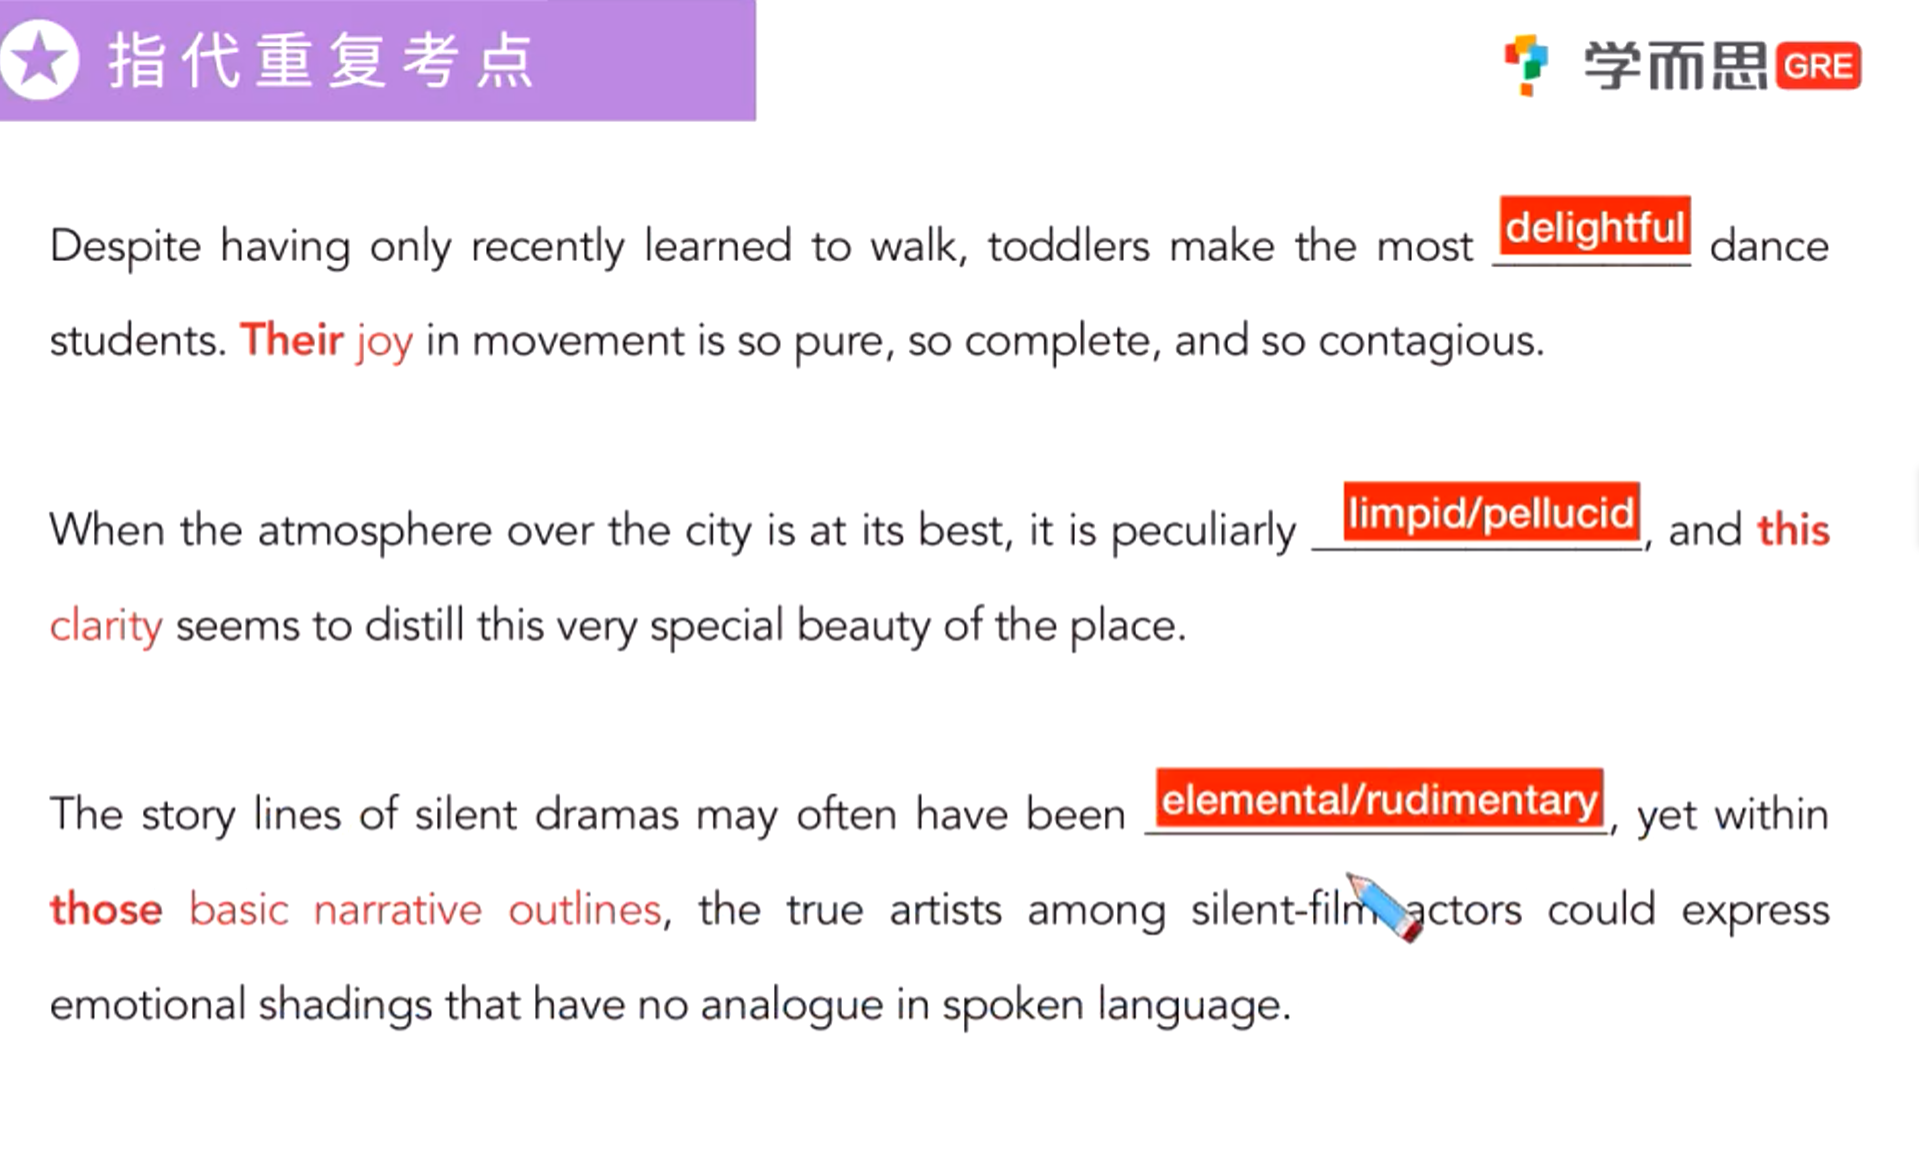 指代重复考点
学而思GRE
Despite having only recently learned to walk, toddlers make the most delightful dance
students. Their joy in movement is so pure, so complete, and so contagious.
When the atmosphere over the city is at its best, it is peculiarly limpid/pellucid, and this
clarity seems to distill this very special beauty of the place.
The story lines of silent dramas may often have been elemental/rudimentary, yet within
those basic narrative outlines, the true artists among silent-film actors could express
emotional shadings that have no analogue in spoken language.